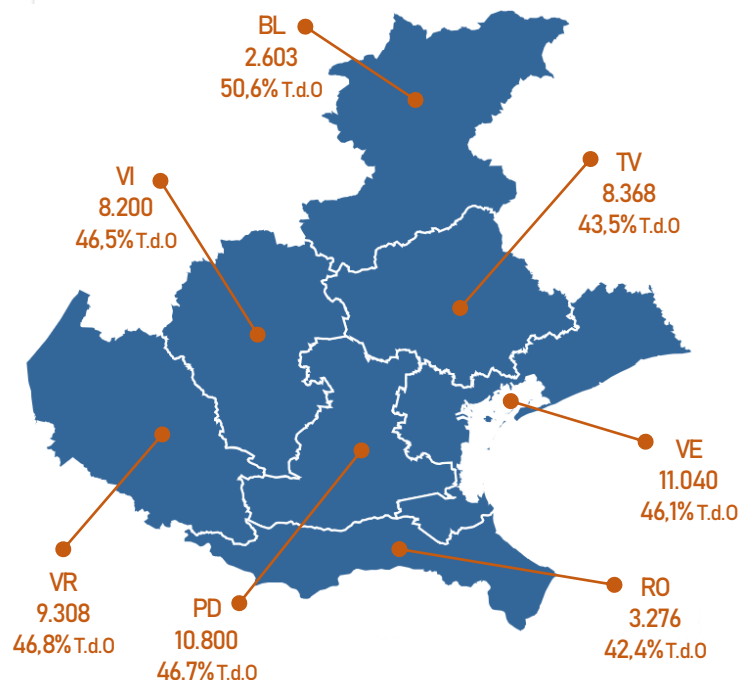 BL
2.603
50,6% T.d.O
TV
8.368
43,5% T.d.O
VI
8.200
46,5% T.d.O
VE
11.040
46,1% T.d.O
VR
9.308
46,8% T.d.O
PD
10.800
46,7% T.d.O
RO
3.276
42,4% T.d.O